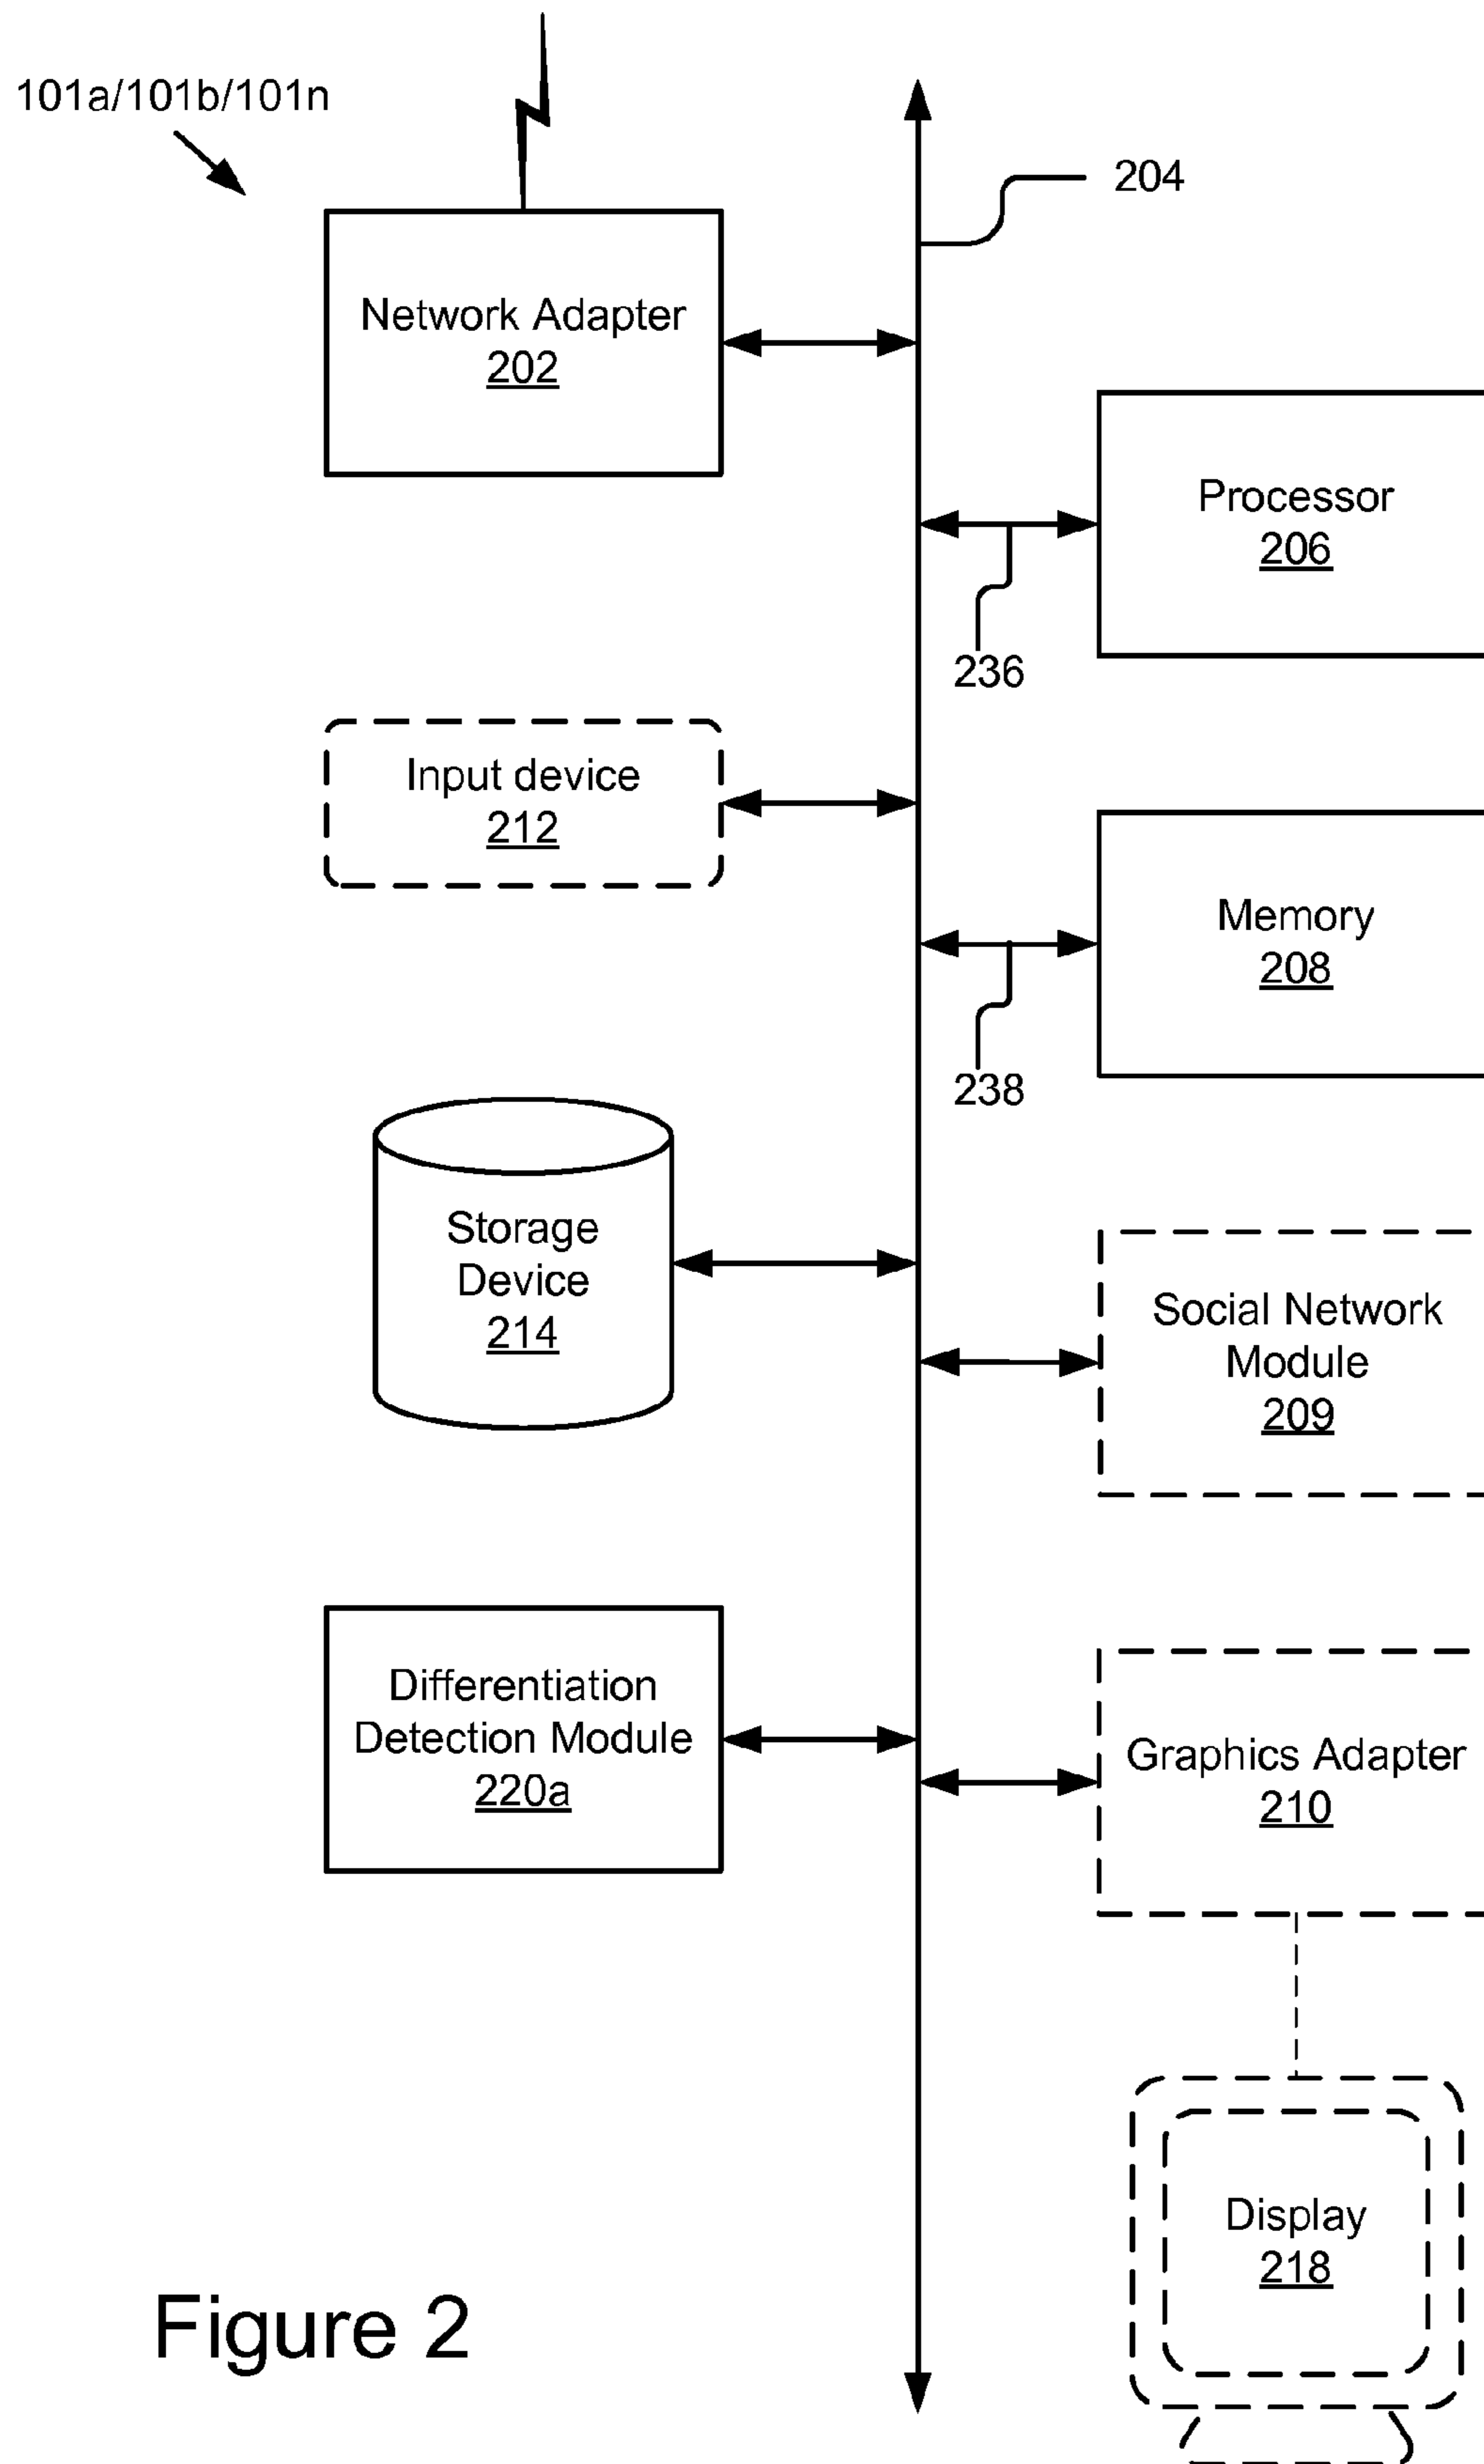 101a/101b/101n
204
Network Adapter
202
Processor
206
236
Input device
212
Memory
208
238
Storage
Device
214
Social Network
Module
209
Differentiation
Detection Module
220a
Graphics Adapter
210
Display
218
Figure 2